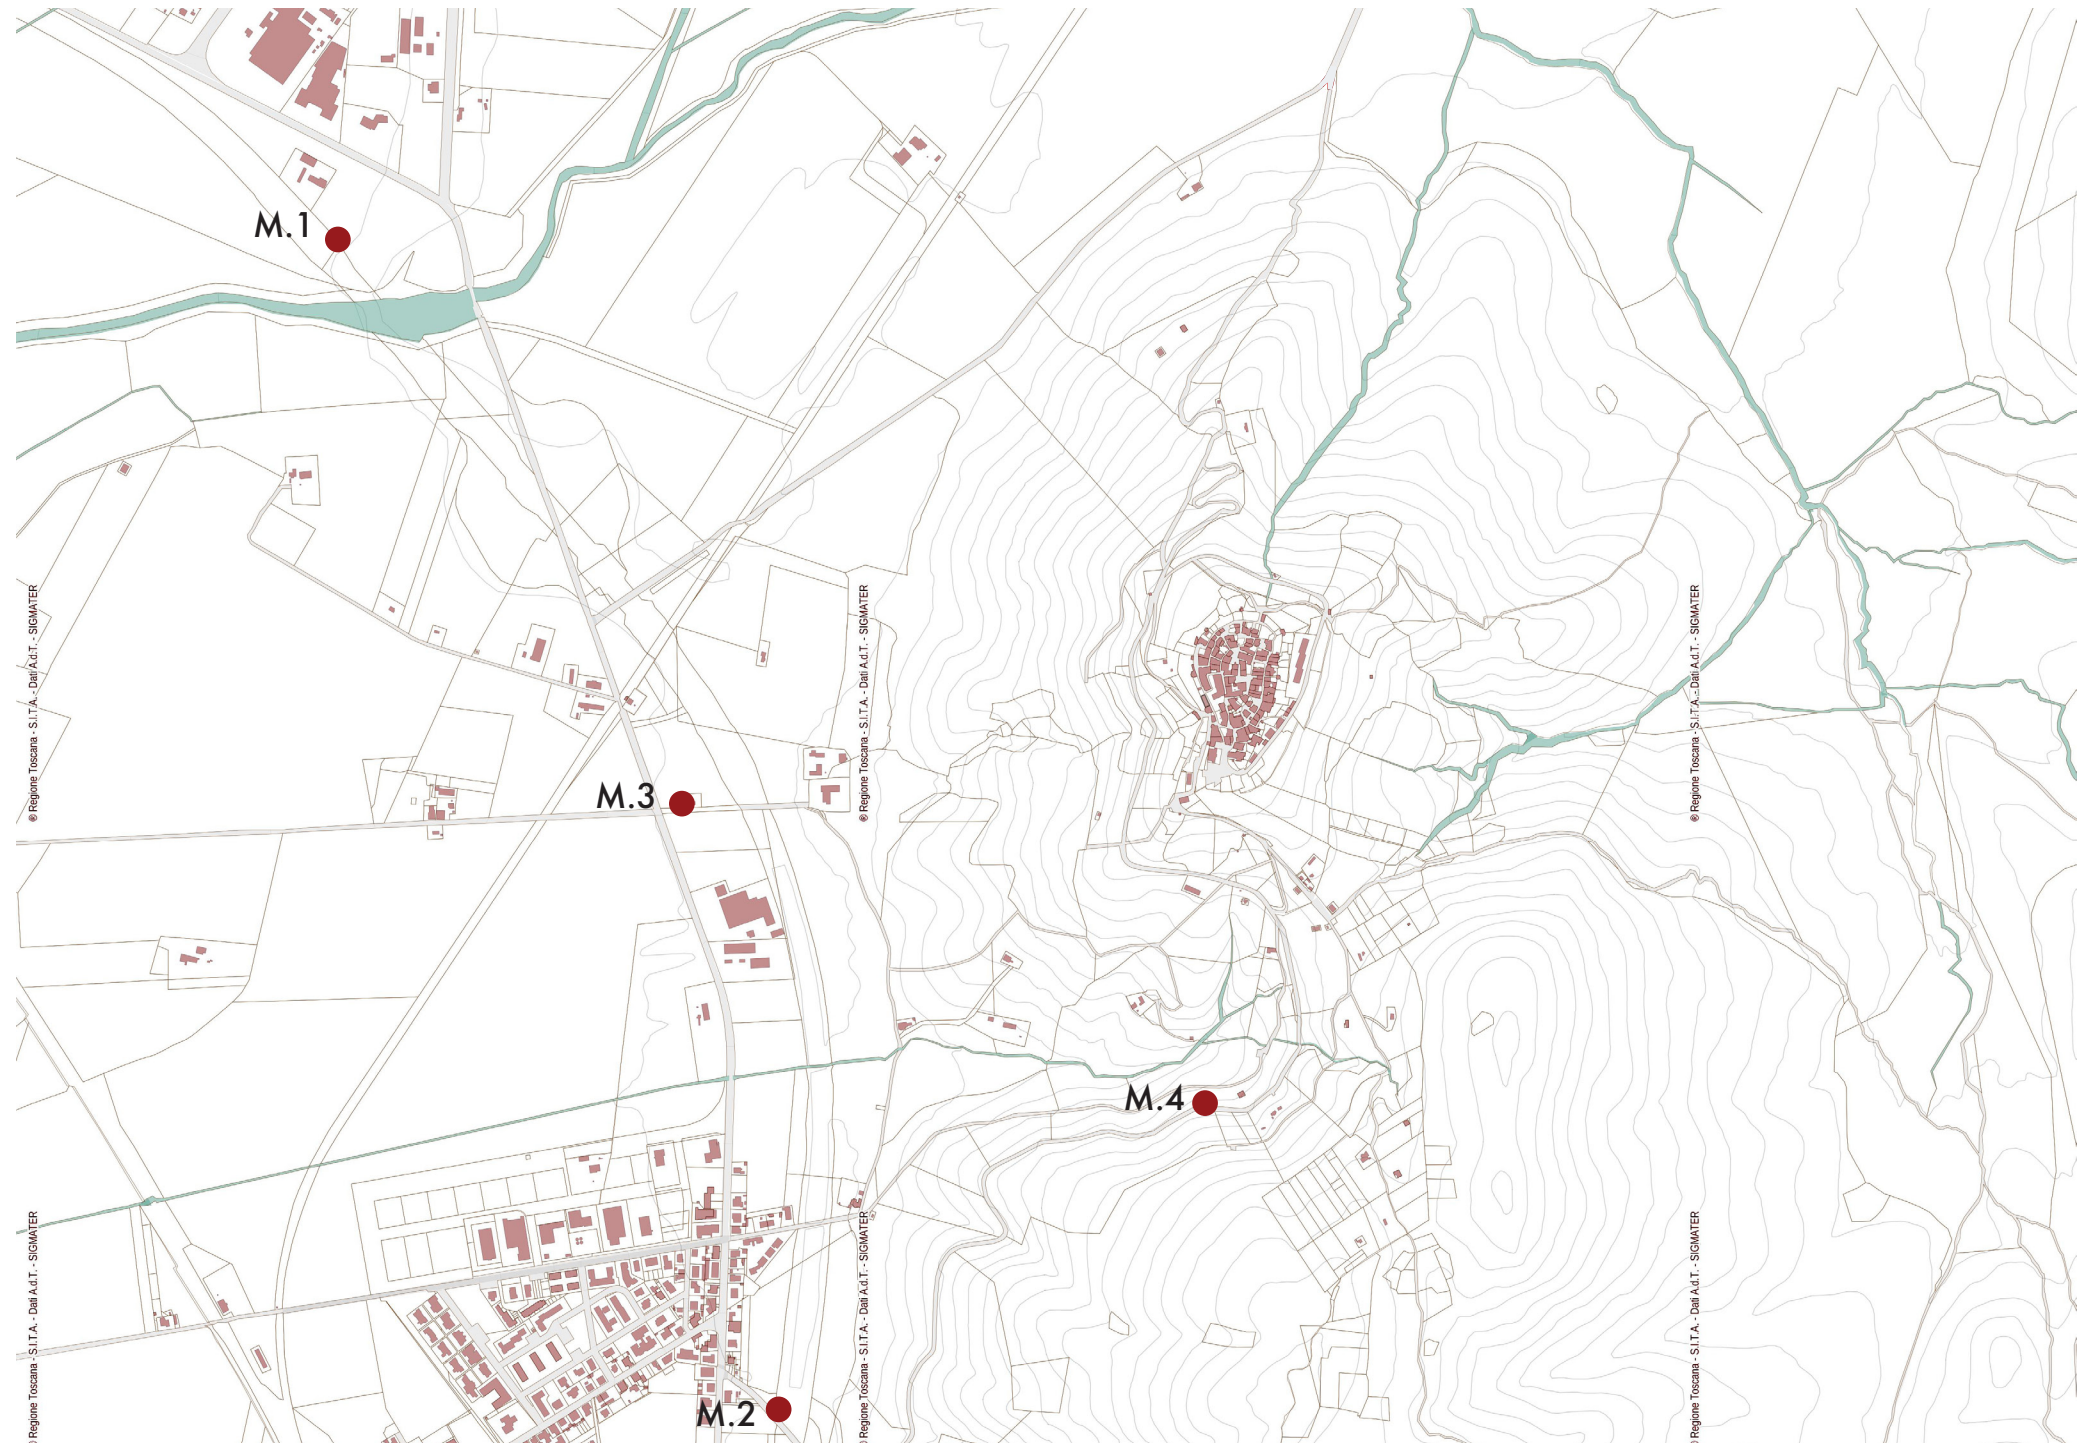 M.1
® Regione Toscana - S.I.T.A. - Dati A.d.T. - SIGMATER
® Regione Toscana - S.I.T.A. - Dati A.d.T. - SIGMATER
® Regione Toscana - S.I.T.A. - Dati A.d.T. - SIGMATER
M.3
M.4
® Regione Toscana - S.I.T.A. - Dati A.d.T. - SIGMATER
® Regione Toscana - S.I.T.A. - Dati A.d.T. - SIGMATER
® Regione Toscana - S.I.T.A. - Dati A.d.T. - SIGMATER
M.2